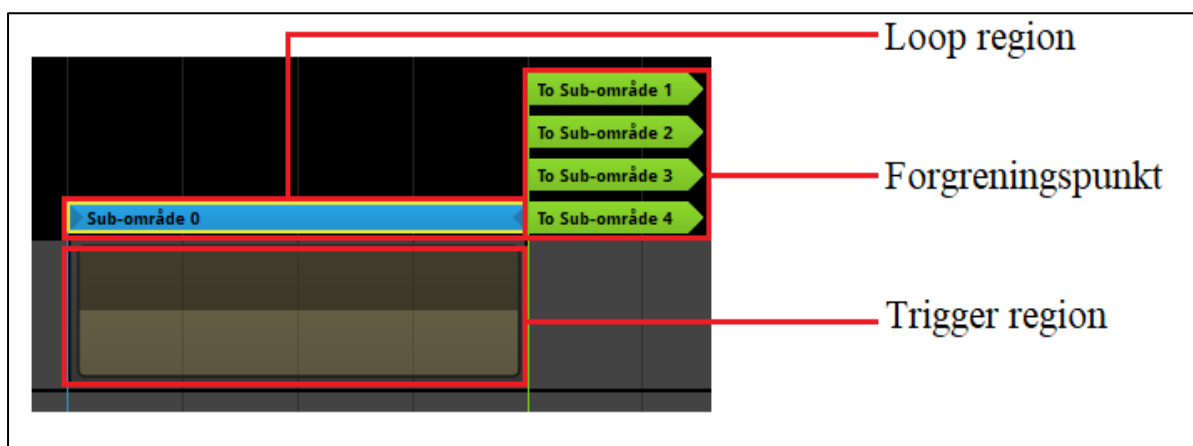 Loop region
To Sub-område 1
To Sub-område 2
To Sub-område 3
Forgreningspunkt
Sub-område 0
To Sub-område 4
Trigger region